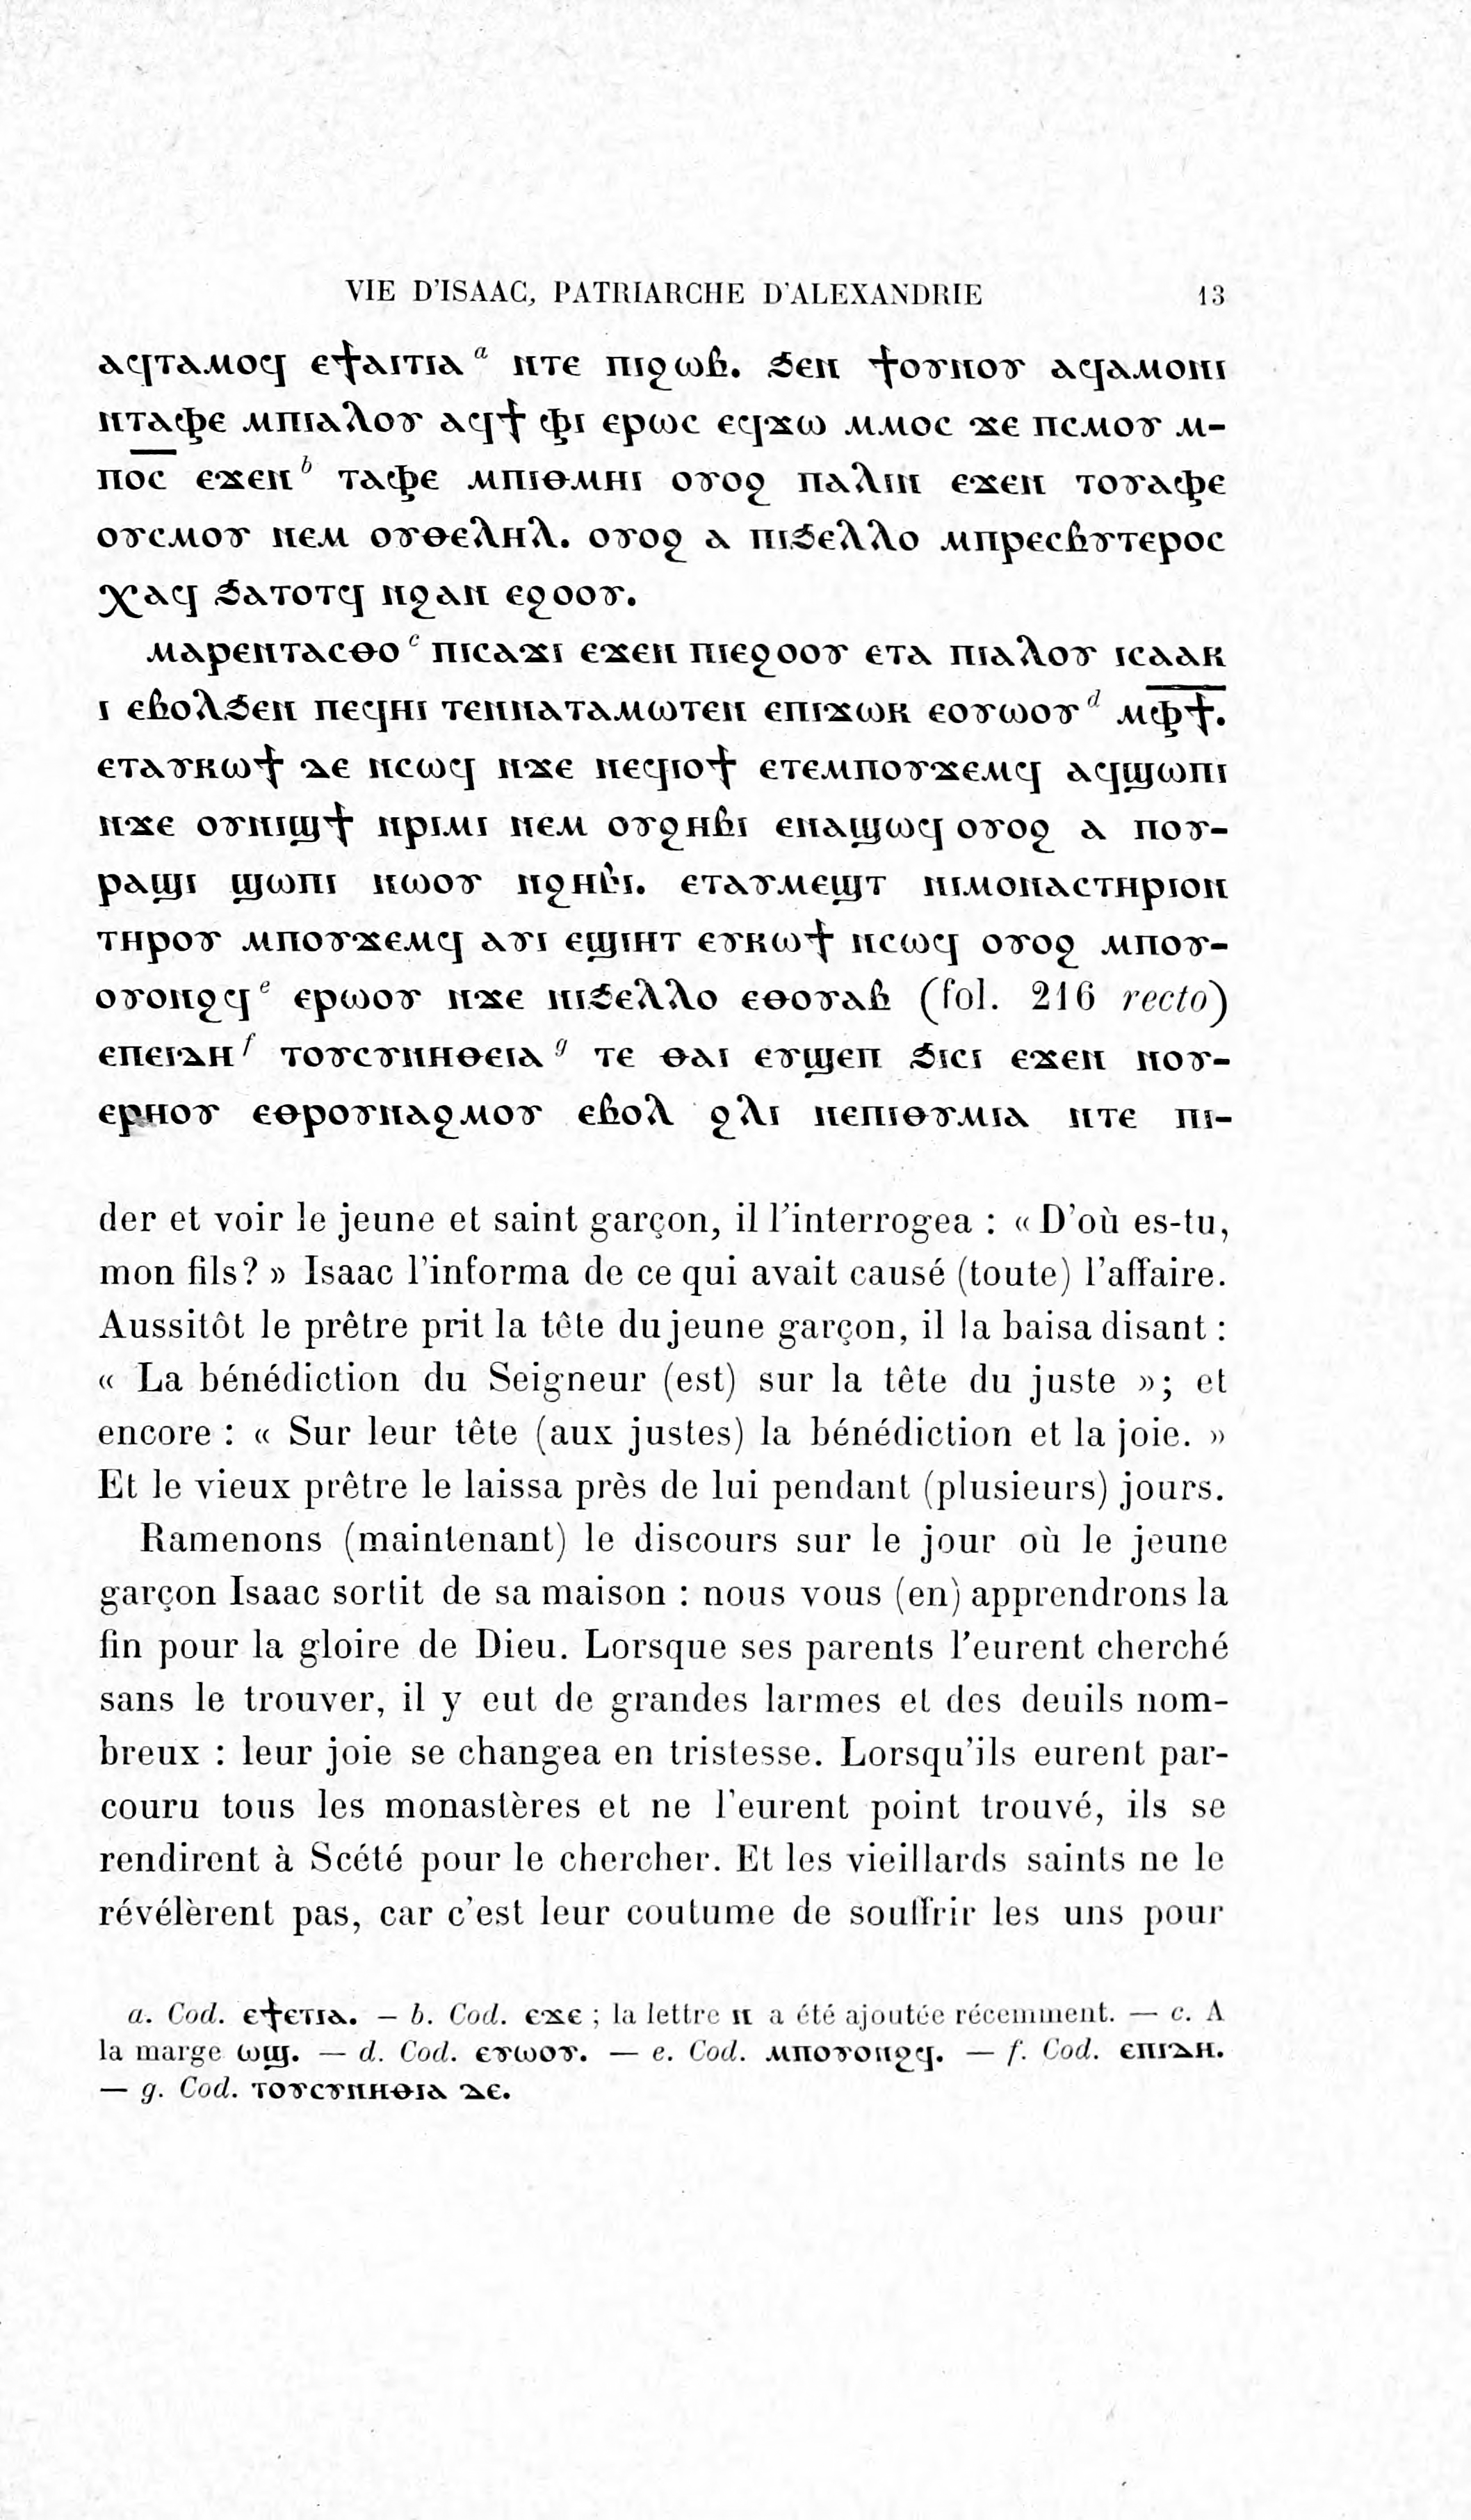 VIE D'ISAAC, PATRIARCHE D'ALEXANDRIE 13
ⲁϥⲧⲁⲙⲟϥ ⲉϯⲁⲓⲧⲓⲁ a ⲛⲧⲉ ⲡⲓϩⲱⲃ. ϧⲉⲛ ϯⲟⲩⲛⲟⲩ ⲁϥⲁⲙⲟⲛⲓ
ⲛⲧⲁⲫⲉ ⲙⲡⲓⲁⲗⲟⲩ ⲁϥϯ ⲫⲓ ⲉⲣⲱⲥ ⲉϥϫⲱ ⲙⲙⲟⲥ ϫⲉ ⲡⲥⲙⲟⲩ ⲙ-
ⲡⲟ̅ⲥ̅ ⲉϫⲉⲛ b ⲧⲁⲫⲉ ⲙⲡⲓⲑⲙⲏⲓ ⲟⲩⲟϩ ⲡⲁⲗⲓⲛ ⲉϫⲉⲛ ⲧⲟⲩⲁⲫⲉ
ⲟⲩⲥⲙⲟⲩ ⲛⲉⲙ ⲟⲩⲑⲉⲗⲏⲗ. ⲟⲩⲟϩ ⲁ ⲡⲓϧⲉⲗⲗⲟ ⲙⲡⲣⲉⲥⲃⲩⲧⲉⲣⲟⲥ
ⲭⲁϥ ϧⲁⲧⲟⲧϥ ⲛϩⲁⲛ ⲉϩⲟⲟⲩ.
ⲙⲁⲣⲉⲛⲧⲁⲥⲑⲟ c ⲡⲓⲥⲁϫⲓ ⲉϫⲉⲛ ⲡⲓⲉϩⲟⲟⲩ ⲉⲧⲁ ⲡⲓⲁⲗⲟⲩ ⲓⲥⲁⲁⲕ
ⲓ ⲉⲃⲟⲗϧⲉⲛ ⲡⲉϥⲏⲓ ⲧⲉⲛⲛⲁⲧⲁⲙⲱⲧⲉⲛ ⲉⲡⲓϫⲱⲕ ⲉⲟⲩⲱⲟⲩ d ⲙⲫ̅ϯ̅.
ⲉⲧⲁⲩⲕⲱϯ ⲇⲉ ⲛⲥⲱϥ ⲛϫⲉ ⲛⲉϥⲓⲟϯ ⲉⲧⲉⲙⲡⲟⲩϫⲉⲙϥ ⲁϥϣⲱⲡⲓ
ⲛϫⲉ ⲟⲩⲛⲓϣϯ ⲛⲣⲓⲙⲓ ⲛⲉⲙ ⲟⲩϩⲏⲃⲓ ⲉⲛⲁϣⲱϥ ⲟⲩⲟϩ ⲁ ⲡⲟⲩ-
ⲣⲁϣⲓ ϣⲱⲡⲓ ⲛⲱⲟⲩ ⲛϩⲏⲃⲓ. ⲉⲧⲁⲩⲙⲉϣⲧ ⲛⲓⲙⲟⲛⲁⲥⲧⲏⲣⲓⲟⲛ
ⲧⲏⲣⲟⲩ ⲙⲡⲟⲩϫⲉⲙϥ ⲁⲩⲓ ⲉϣⲓⲏⲧ ⲉⲩⲕⲱϯ ⲛⲥⲱϥ ⲟⲩⲟϩ ⲙⲡⲟⲩ-
ⲟⲩⲟⲛϩϥ e ⲉⲣⲱⲟⲩ ⲛϫⲉ ⲛⲓϧⲉⲗⲗⲟ ⲉⲑⲟⲩⲁⲃ (fol. 216 recto)
ⲉⲡⲉⲓⲇⲏ f ⲧⲟⲩⲥⲩⲛⲏⲑⲉⲓⲁ g ⲧⲉ ⲑⲁⲓ ⲉⲩϣⲉⲡ ϧⲓⲥⲓ ⲉϫⲉⲛ ⲛⲟⲩ-
ⲉⲣⲏⲟⲩ ⲉⲑⲣⲟⲩⲛⲁϩⲙⲟⲩ ⲉⲃⲟⲗ ϩⲗⲓ ⲛⲉⲡⲓⲑⲩⲙⲓⲁ ⲛⲧⲉ ⲡⲓ-
der et voir le jeune et saint garçon, il l'interrogea : « D'où es-tu,
mon fils? » Isaac l'informa de ce qui avait causé (toute) l'affaire.
Aussitôt le prêtre prit la tête du jeune garçon, il la baisa disant :
« La bénédiction du Seigneur (est) sur la tête du juste »; et
encore : « Sur leur tête (aux justes) la bénédiction et la joie. »
Et le vieux prêtre le laissa près de lui pendant (plusieurs) jours.
Ramenons (maintenant) le discours sur le jour où le jeune
garçon Isaac sortit de sa maison : nous vous (en) apprendrons la
fin pour la gloire de Dieu. Lorsque ses parents l'eurent cherché
sans le trouver, il y eut de grandes larmes et des deuils nom-
breux : leur joie se changea en tristesse. Lorsqu'ils eurent par-
couru tous les monastères et ne l'eurent point trouvé, ils se
rendirent à Scété pour le chercher. Et les vieillards saints ne le
révélèrent pas, car c'est leur coutume de souffrir les uns pour
a. Cod. ⲉϯⲉⲧⲓⲁ. — b. Cod. ⲉϫⲉ ; la lettre ⲛ a été ajoutée récemment. — c. A
la marge ⲱϣ. — d. Cod. ⲉⲩⲱⲟⲩ. — e. Cod. ⲙⲡⲟⲩⲟⲛϩϥ. — f. Cod. ⲉⲡⲓⲇⲏ.
— g. Cod. ⲧⲟⲩⲥⲩⲛⲏⲑⲓⲁ ⲇⲉ.